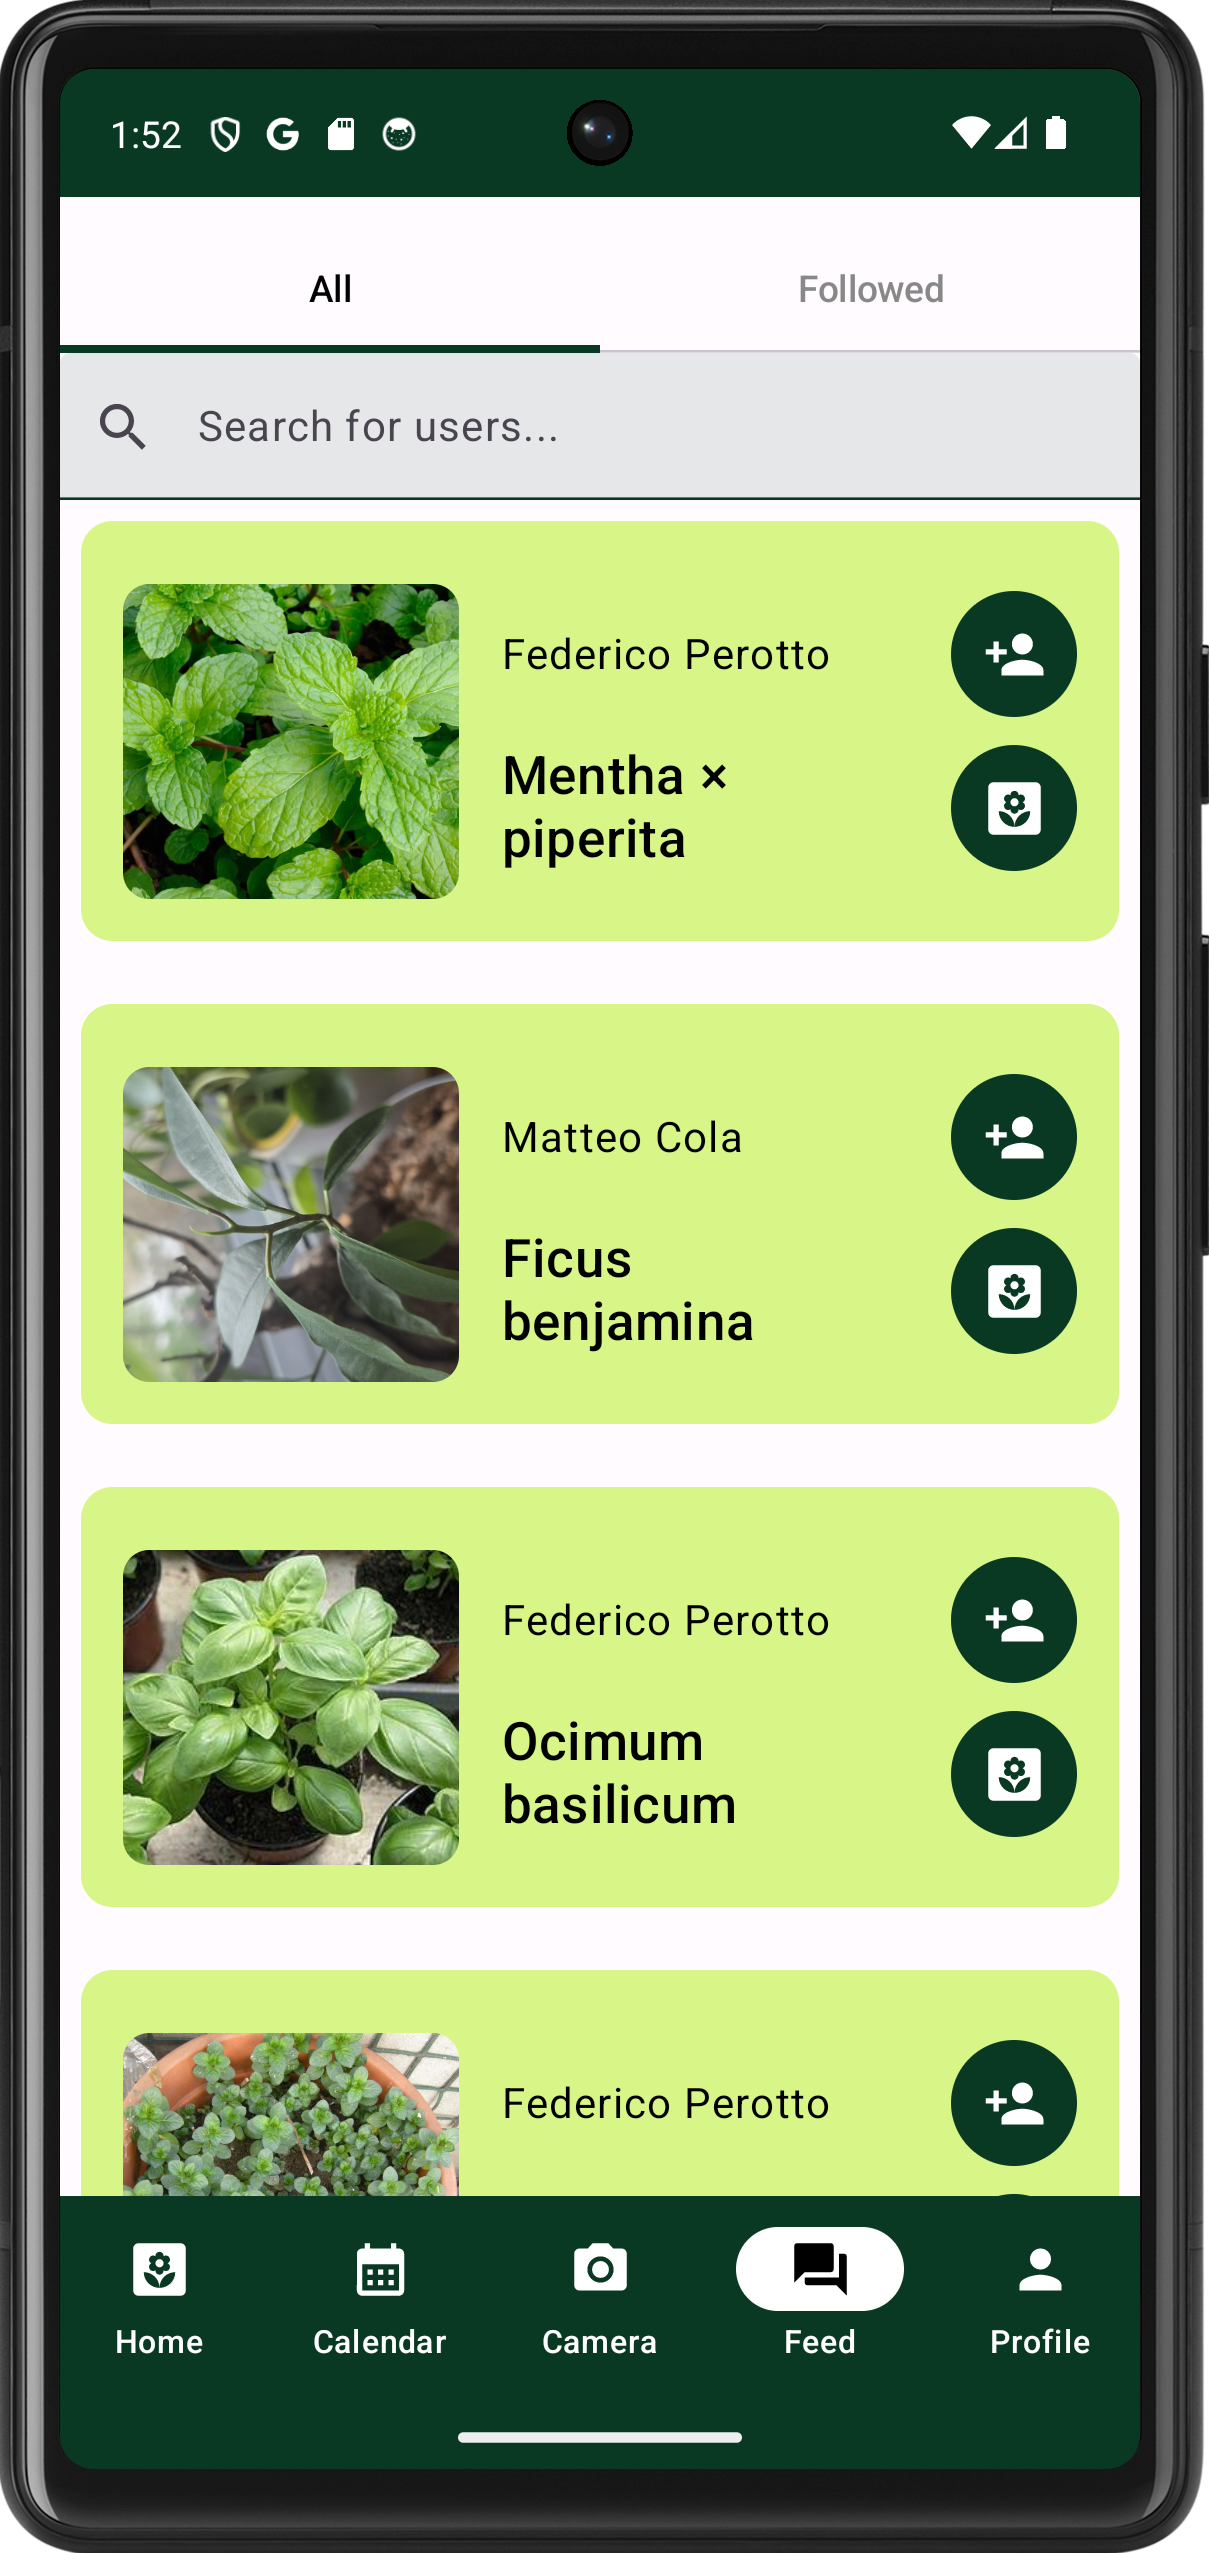 1:52
All
Followed
Search for users...
Federico Perotto
Mentha ×
piperita
Matteo Cola
Ficus
benjamina
Federico Perotto
Ocimum
basilicum
Federico Perotto
Home
Calendar
Camera
Feed
Profile